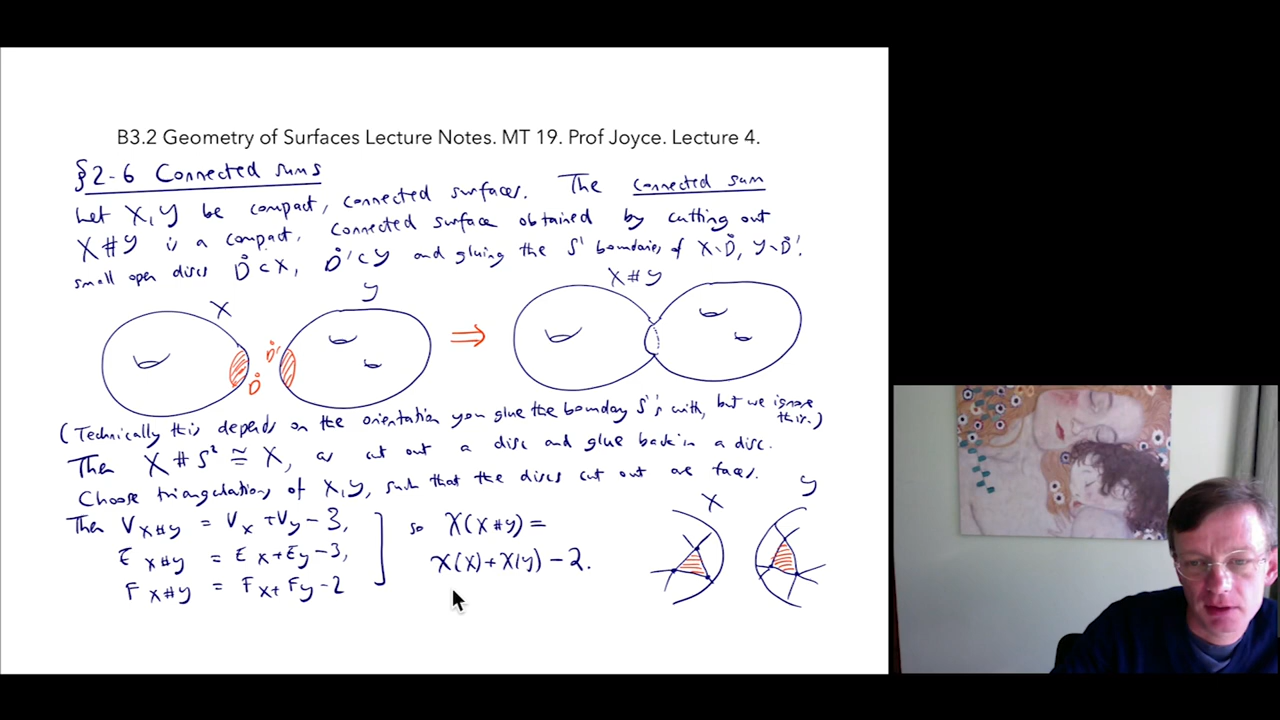 B3.2 Geometry of Surfaces Lecture Notes. MT 19. Prof Joyce. Lecture 4.
§2-6 Connected sums
Let X, Y be compact, connected surfaces. The connected sum
X # Y is a compact, connected surface obtained by cutting out
small open discs D̊ ⊂ X, D̊' ⊂ Y and gluing the S¹ boundaries of X \ D̊, Y \ D̊'.
X Y X # Y
D̊ D̊' ⇒
(Technically this depends on the orientation you glue the boundary S¹'s with, but we ignore this.)
Then X # S² ≅ X, as cut out a disc and glue back in a disc.
Choose triangulations of X, Y, such that the discs cut out are faces.
Then V_{X#Y} = V_X + V_Y - 3,
E_{X#Y} = E_X + E_Y - 3,
F_{X#Y} = F_X + F_Y - 2
so χ(X # Y) =
χ(X) + χ(Y) - 2.
X Y